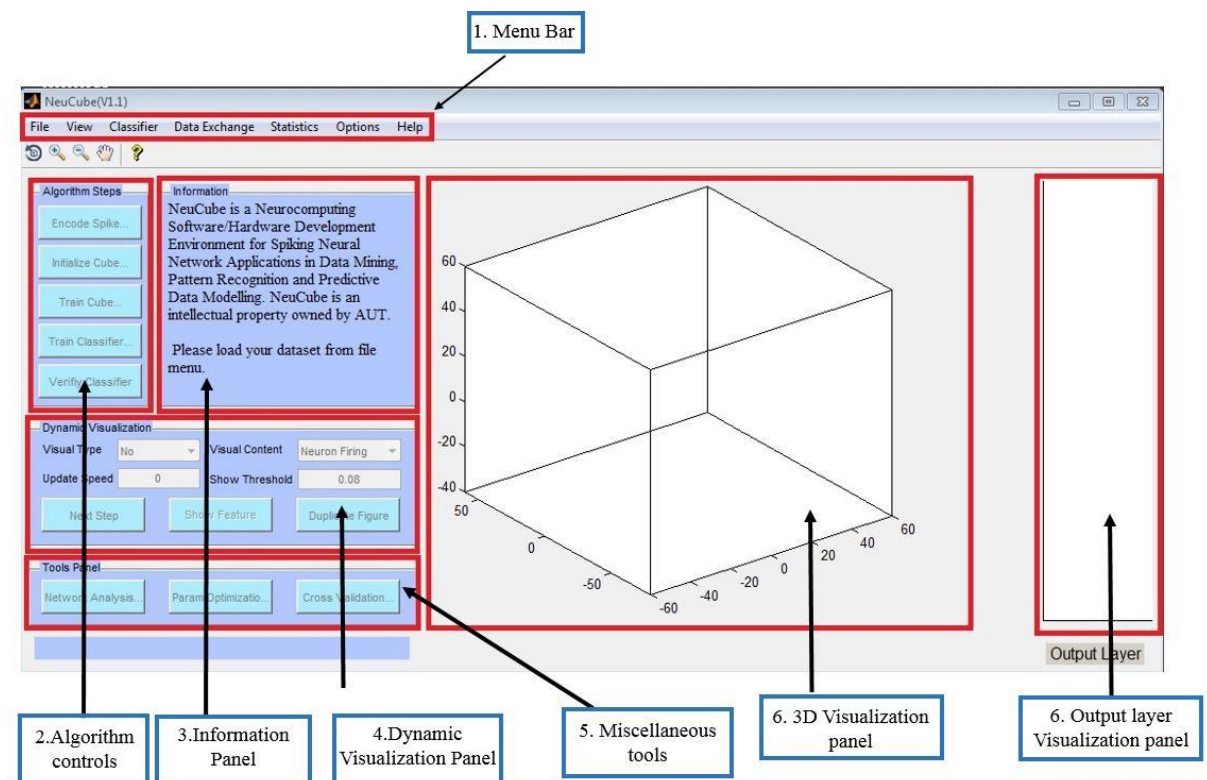 1. Menu Bar
NeuCube(V1.1)
File View Classifier Data Exchange Statistics Options Help
Algorithm Steps
Encode Spike...
Initialize Cube...
Train Cube...
Train Classifier...
Verifiy Classifier
Information
NeuCube is a Neurocomputing
Software/Hardware Development
Environment for Spiking Neural
Network Applications in Data Mining,
Pattern Recognition and Predictive
Data Modelling. NeuCube is an
intellectual property owned by AUT.
Please load your dataset from file
menu.
Dynamic Visualization
Visual Type No Visual Content Neuron Firing
Update Speed 0 Show Threshold 0.08
Next Step Show Feature Duplicate Figure
Tools Panel
Network Analysis... Param Optimizatio... Cross Validation...
60
40
20
0
-20
-40
50
0
-50
-60
-40
-20
0
20
40
60
Output Layer
2.Algorithm
controls
3.Information
Panel
4.Dynamic
Visualization Panel
5. Miscellaneous
tools
6. 3D Visualization
panel
6. Output layer
Visualization panel